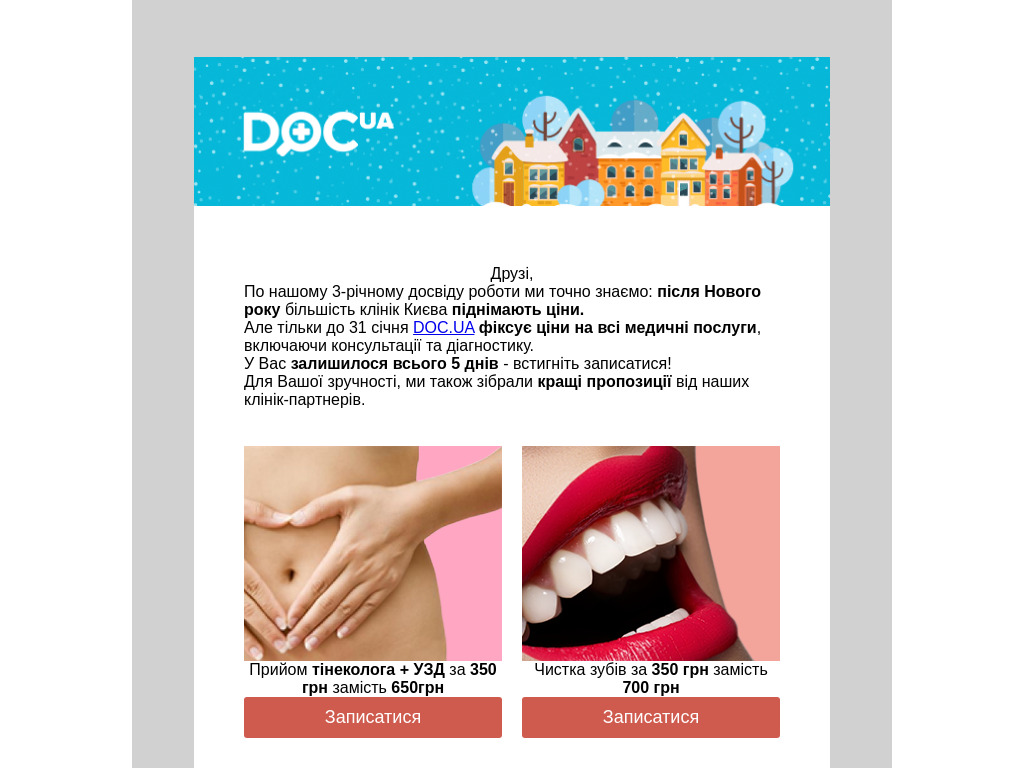 DOC UA
Друзі,
По нашому 3-річному досвіду роботи ми точно знаємо: після Нового
року більшість клінік Києва піднімають ціни.
Але тільки до 31 січня DOC.UA фіксує ціни на всі медичні послуги,
включаючи консультації та діагностику.
У Вас залишилося всього 5 днів - встигніть записатися!
Для Вашої зручності, ми також зібрали кращі пропозиції від наших
клінік-партнерів.
Прийом тінеколога + УЗД за 350
грн замість 650грн
Записатися
Чистка зубів за 350 грн замість
700 грн
Записатися